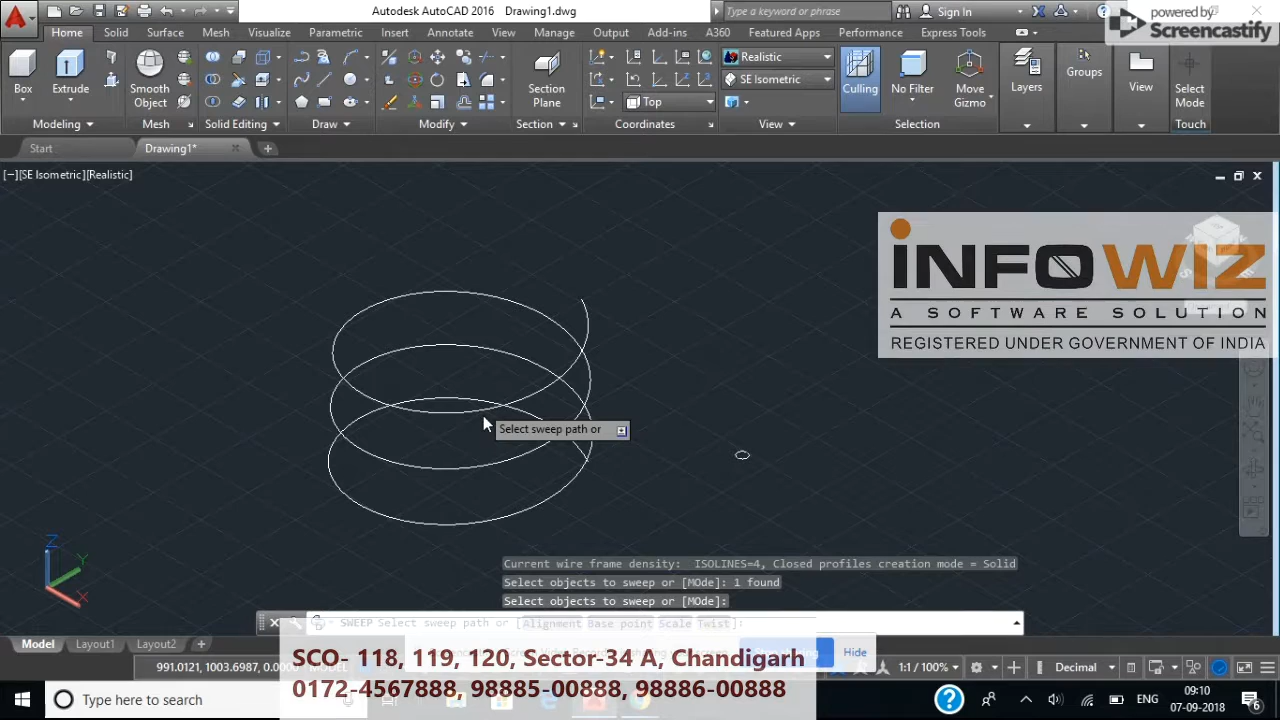 Autodesk AutoCAD 2016 Drawing1.dwg
Type a keyword or phrase
Sign In
powered by
Screencastify
Home Solid Surface Mesh Visualize Parametric Insert Annotate View Manage Output Add-ins A360 Featured Apps Performance Express Tools
Box
Extrude
Smooth Object
Section Plane
Top
Realistic
SE Isometric
Culling
No Filter
Move Gizmo
Layers
Groups
View
Select Mode
Modeling Mesh Solid Editing Draw Modify Section Coordinates View Selection Touch
Start Drawing1*
[−][SE Isometric][Realistic]
INFOWIZ
A SOFTWARE SOLUTION
REGISTERED UNDER GOVERNMENT OF INDIA
Select sweep path or
Z
Y
X
Current wire frame density: ISOLINES=4, Closed profiles creation mode = Solid
Select objects to sweep or [MOde]: 1 found
Select objects to sweep or [MOde]:
SWEEP Select sweep path or [Alignment Base point Scale Twist]:
Model Layout1 Layout2
Hide
SCO- 118, 119, 120, Sector-34 A, Chandigarh
0172-4567888, 98885-00888, 98886-00888
991.0121, 1003.6987, 0.0000
1:1 / 100%
Decimal
Type here to search
ENG
09:10
07-09-2018